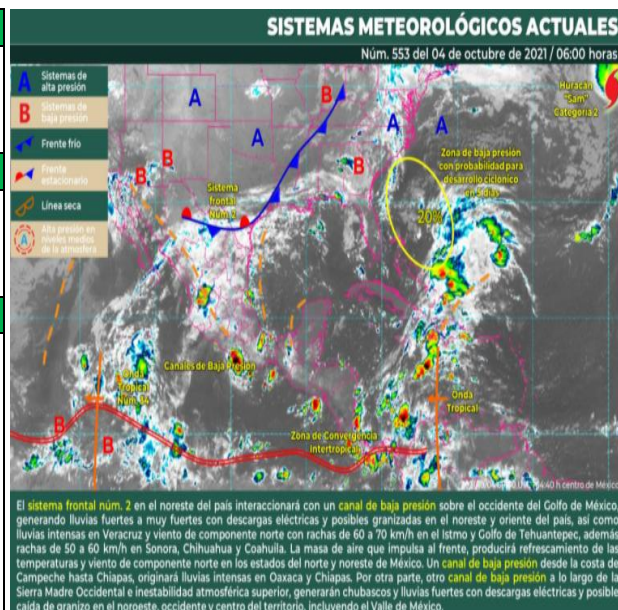 SISTEMAS METEOROLÓGICOS ACTUALES
Núm. 553 del 04 de octubre de 2021 / 06:00 horas
A Sistemas de
alta presión
B Sistemas de
baja presión
Frente frío
Frente
estacionario
Línea seca
A Alta presión en
niveles medios
de la atmósfera
A
B
A
A
A
B
B
B
B
Huracán
"Sam"
Categoría 2
Zona de baja presión
con probabilidad para
desarrollo ciclónico
en 5 días
20%
Sistema
frontal
Núm. 2
Canales de Baja Presión
Onda
Tropical
Núm. 34
Onda
Tropical
Zona de Convergencia
Intertropical
B
B
04:40 h centro de México
El sistema frontal núm. 2 en el noreste del país interaccionará con un canal de baja presión sobre el occidente del Golfo de México,
generando lluvias fuertes a muy fuertes con descargas eléctricas y posibles granizadas en el noreste y oriente del país, así como
lluvias intensas en Veracruz y viento de componente norte con rachas de 60 a 70 km/h en el Istmo y Golfo de Tehuantepec, además
rachas de 50 a 60 km/h en Sonora, Chihuahua y Coahuila. La masa de aire que impulsa al frente, producirá refrescamiento de las
temperaturas y viento de componente norte en los estados del norte y noreste de México. Un canal de baja presión desde la costa de
Campeche hasta Chiapas, originará lluvias intensas en Oaxaca y Chiapas. Por otra parte, otro canal de baja presión a lo largo de la
Sierra Madre Occidental e inestabilidad atmosférica superior, generarán chubascos y lluvias fuertes con descargas eléctricas y posible
caída de granizo en el noroeste, occidente y centro del territorio, incluyendo el Valle de México.